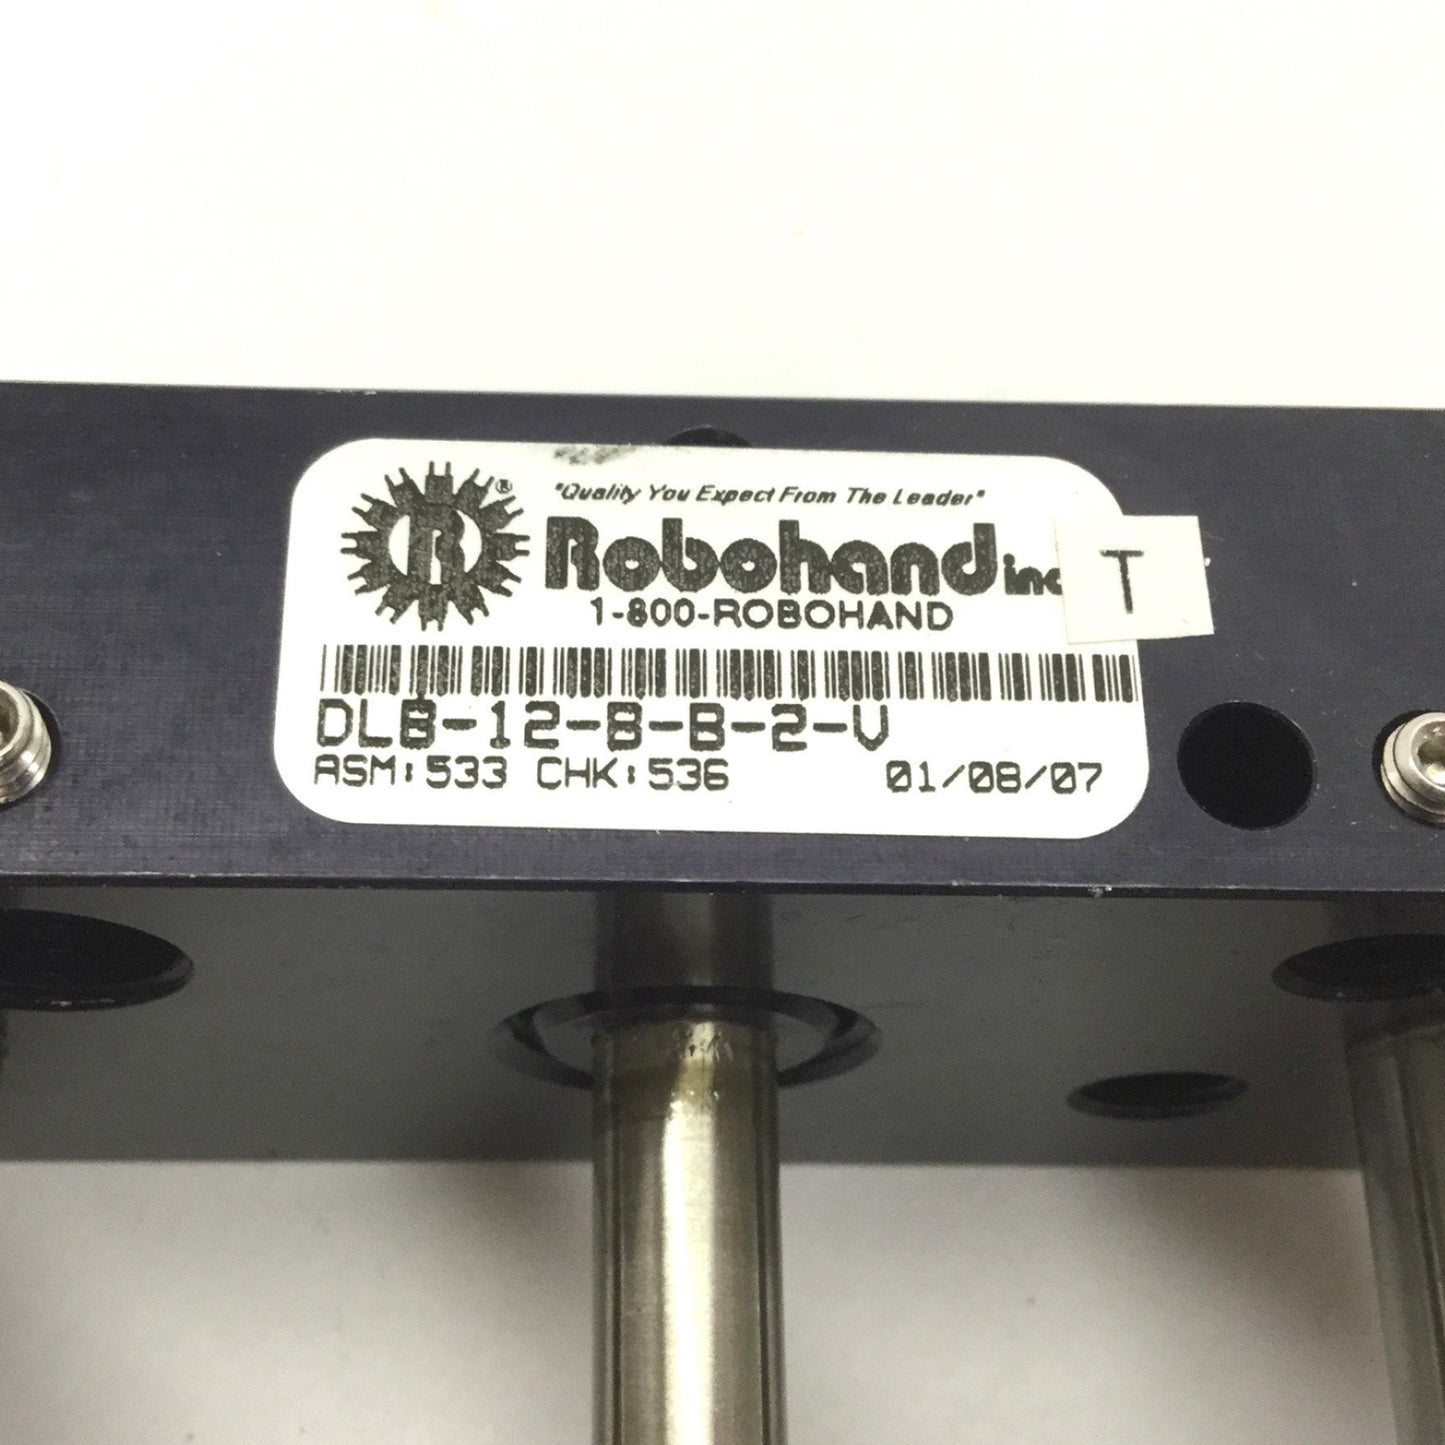 ®
"Quality You Expect From The Leader"
R
Robohand inc
T
1-800-ROBOHAND
DLB-12-B-B-2-V
ASM:533 CHK:536 01/08/07